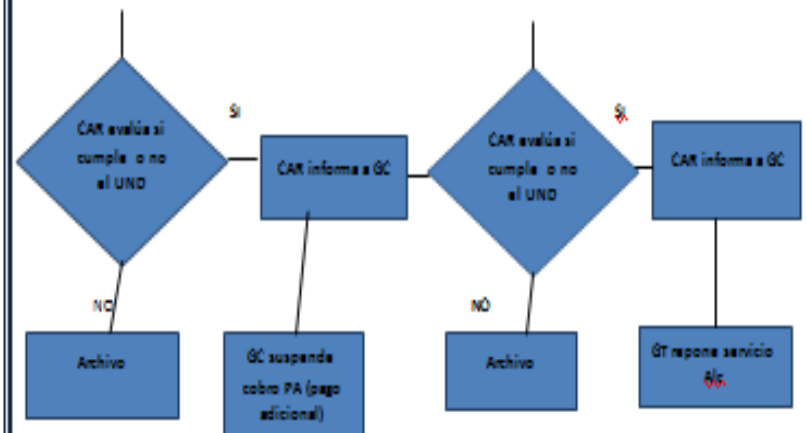 CAR evalúa si
cumple o no
el UND
SI
CAR informa a GC
NO
Archivo
GC suspende
cobro PA (pago
adicional)
CAR evalúa si
cumple o no
el UND
SI
CAR informa a GC
NO
Archivo
GT repone servicio